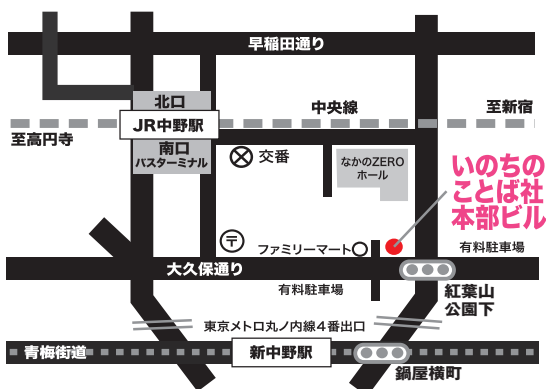 早稲田通り
北口
中央線
至新宿
JR中野駅
至高円寺
南口
バスターミナル
交番
なかのZERO
ホール
いのちの
ことば社
本部ビル
〒
ファミリーマート
有料駐車場
大久保通り
有料駐車場
紅葉山
公園下
東京メトロ丸ノ内線4番出口
青梅街道
新中野駅
鍋屋横町